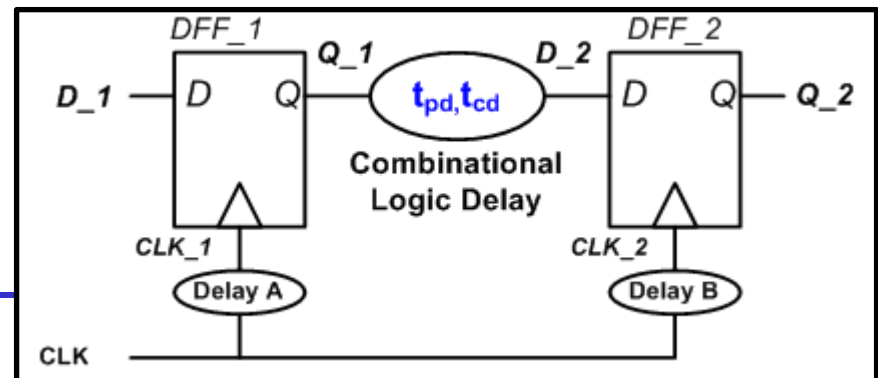 DFF_1
DFF_2
Q_1
D_2
D_1
D
Q
tpd,tcd
D
Q
Q_2
Combinational
Logic Delay
CLK_1
CLK_2
Delay A
Delay B
CLK